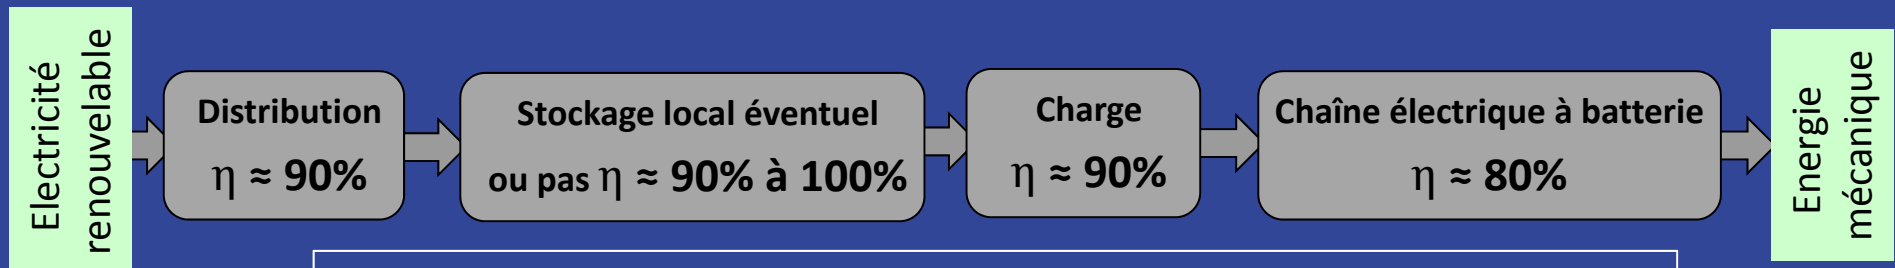 Electricité
renouvelable
Distribution
η ≈ 90%
Stockage local éventuel
ou pas η ≈ 90% à 100%
Charge
η ≈ 90%
Chaîne électrique à batterie
η ≈ 80%
Energie
mécanique